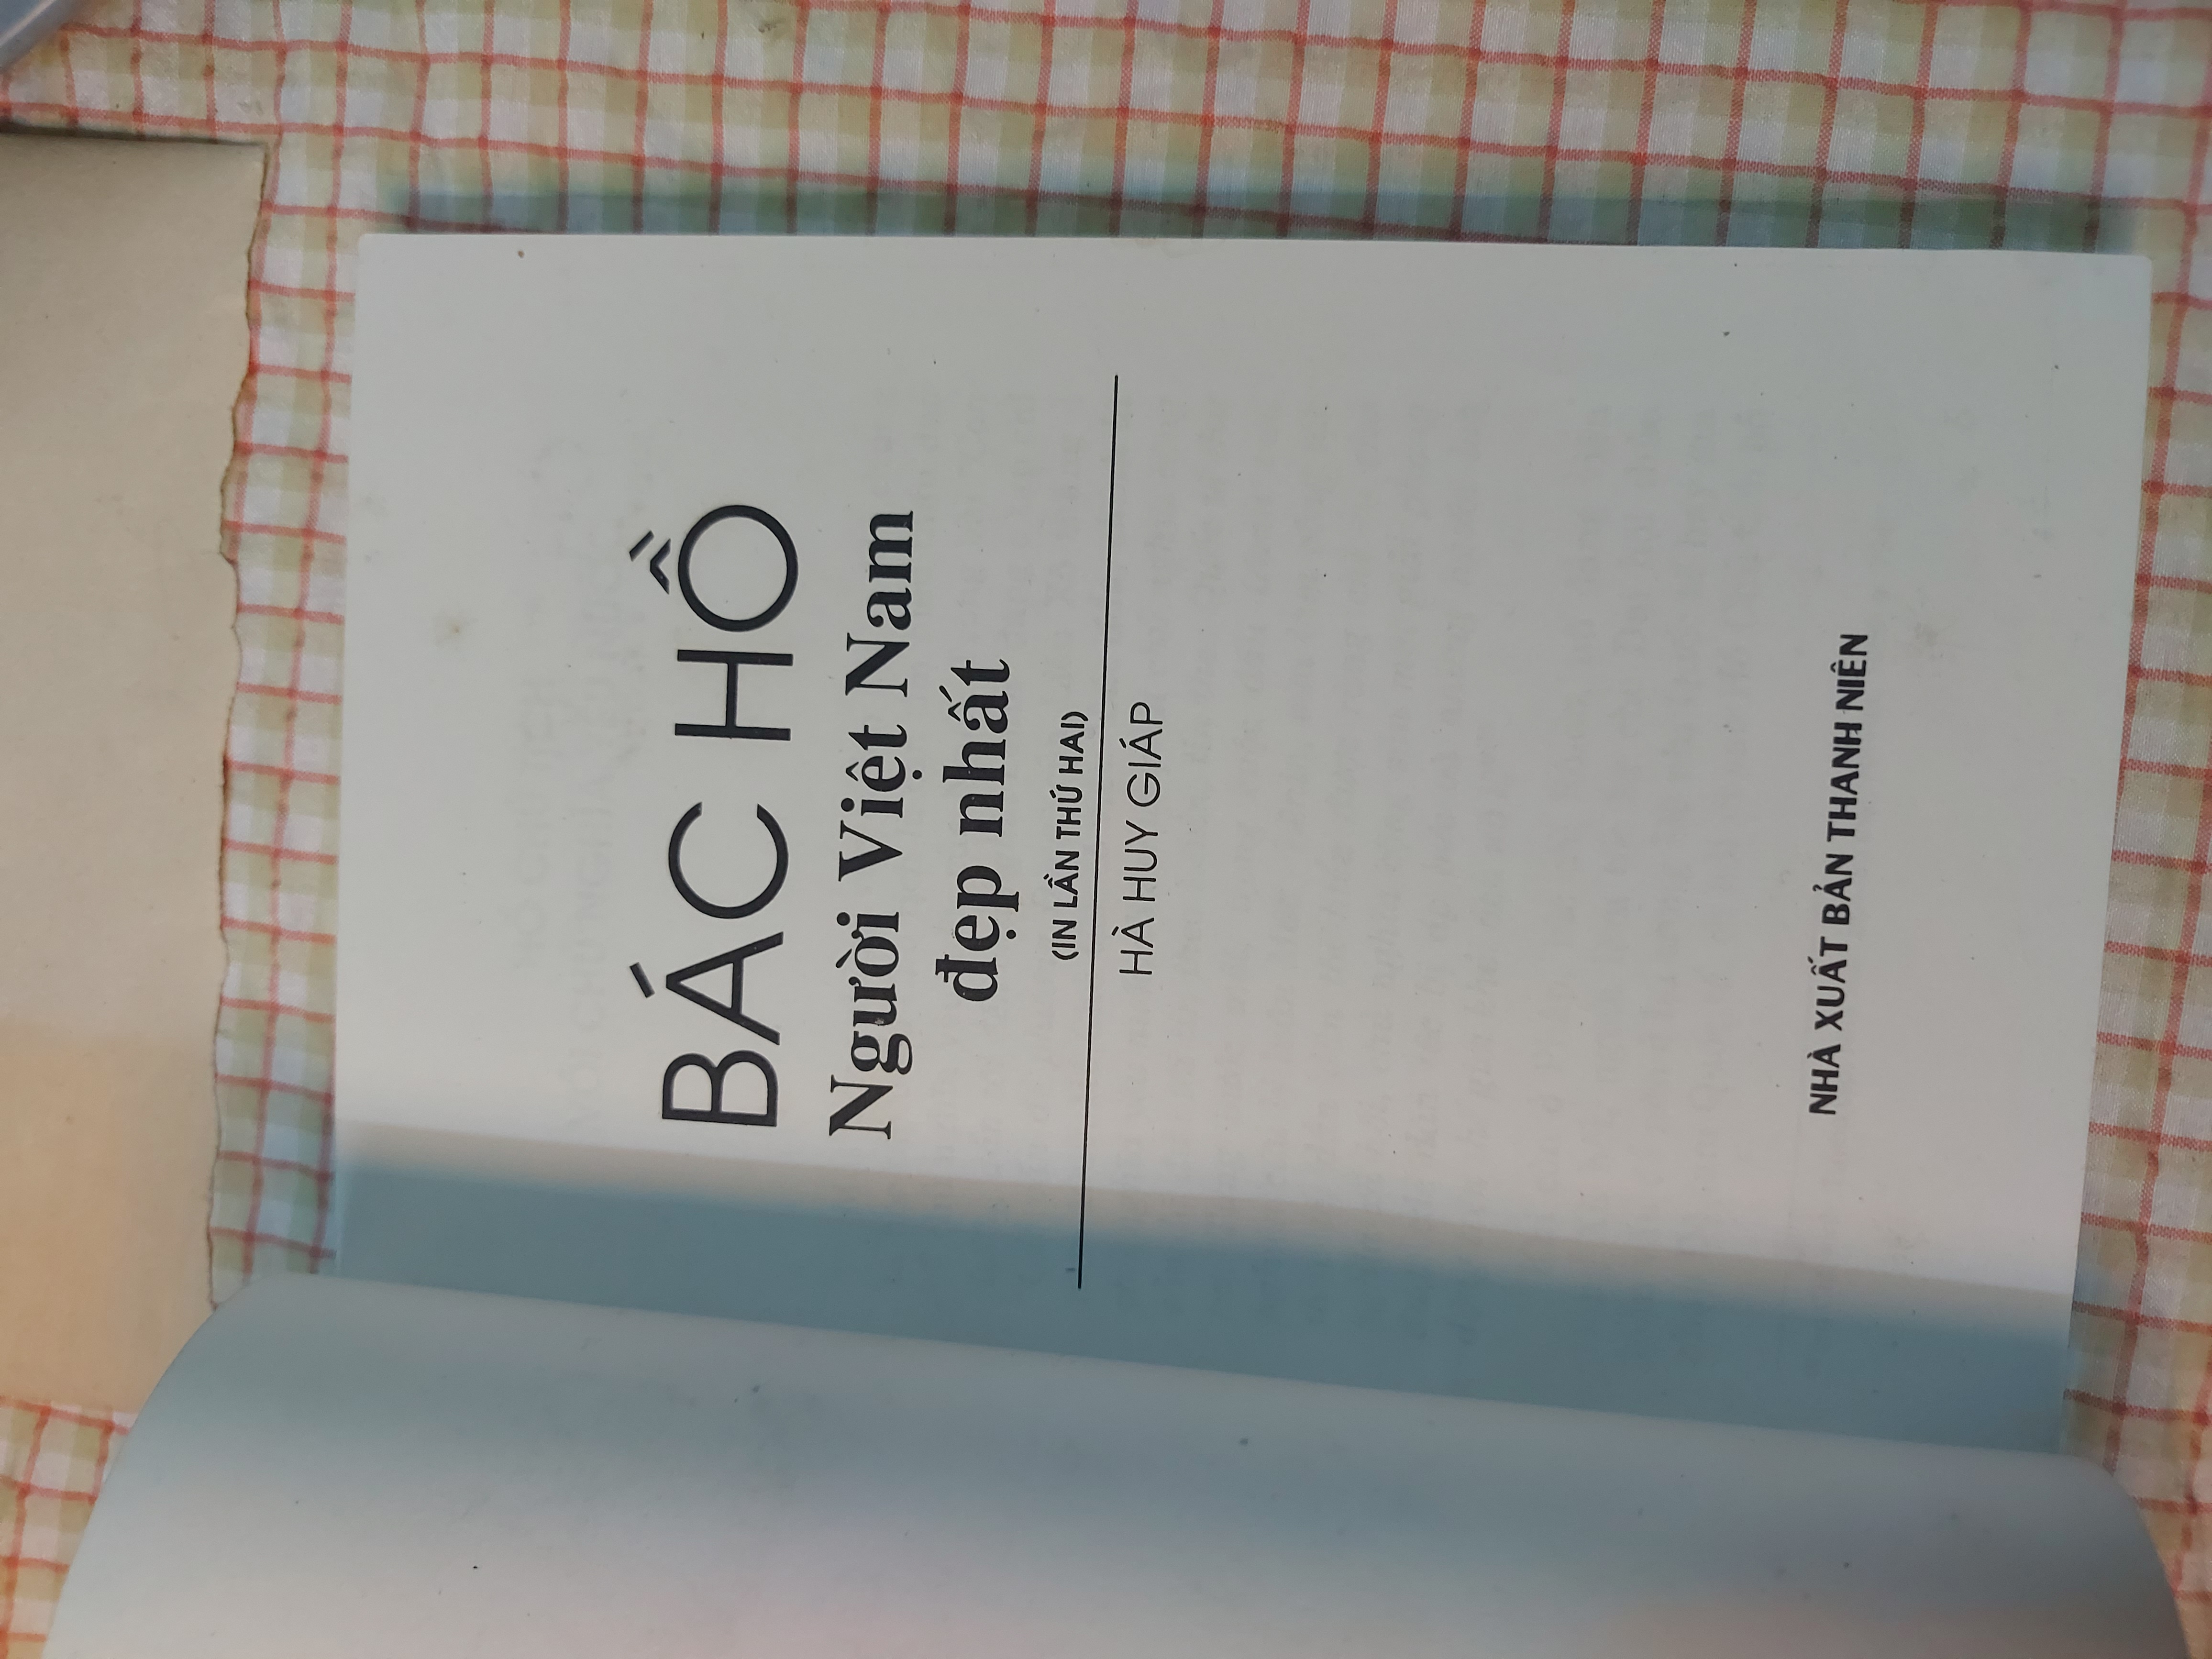 BÁC HỒ
Người Việt Nam
đẹp nhất
(IN LẦN THỨ HAI)
HÀ HUY GIÁP
NHÀ XUẤT BẢN THANH NIÊN